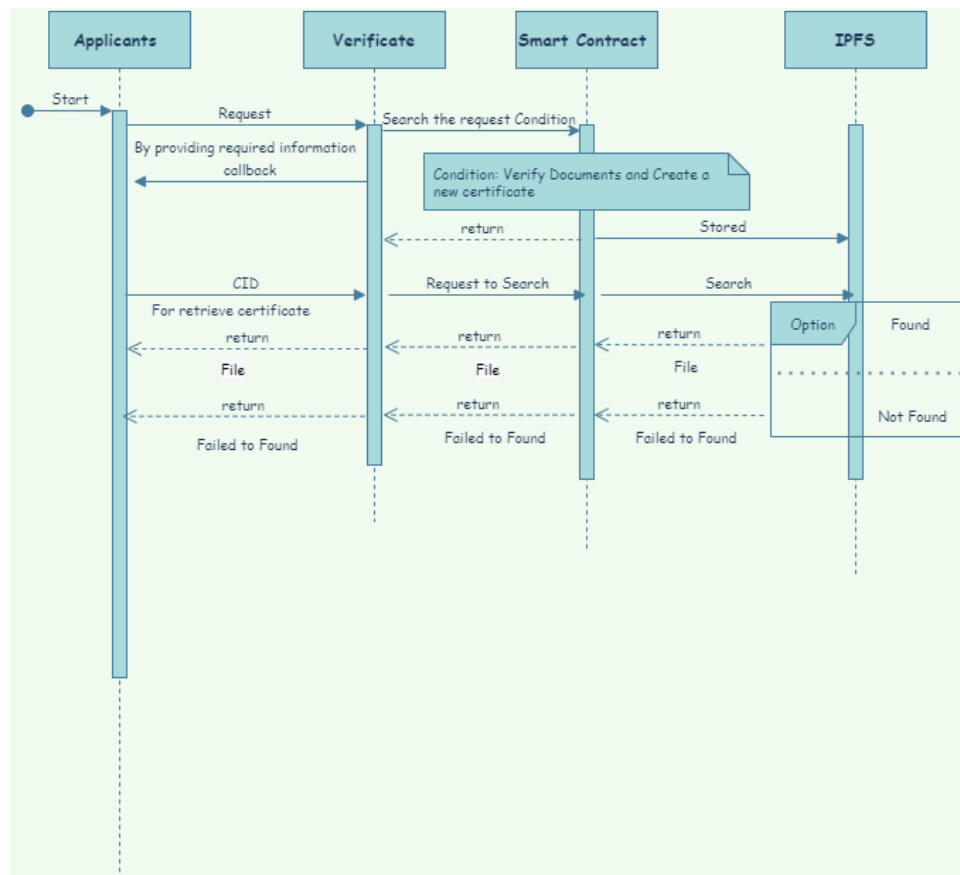 Applicants
Verificate
Smart Contract
IPFS
Start
Request
Search the request Condition
By providing required information
callback
Condition: Verify Documents and Create a
new certificate
return
Stored
CID
Request to Search
Search
For retrieve certificate
Option
Found
return
return
return
File
File
File
return
return
return
Not Found
Failed to Found
Failed to Found
Failed to Found